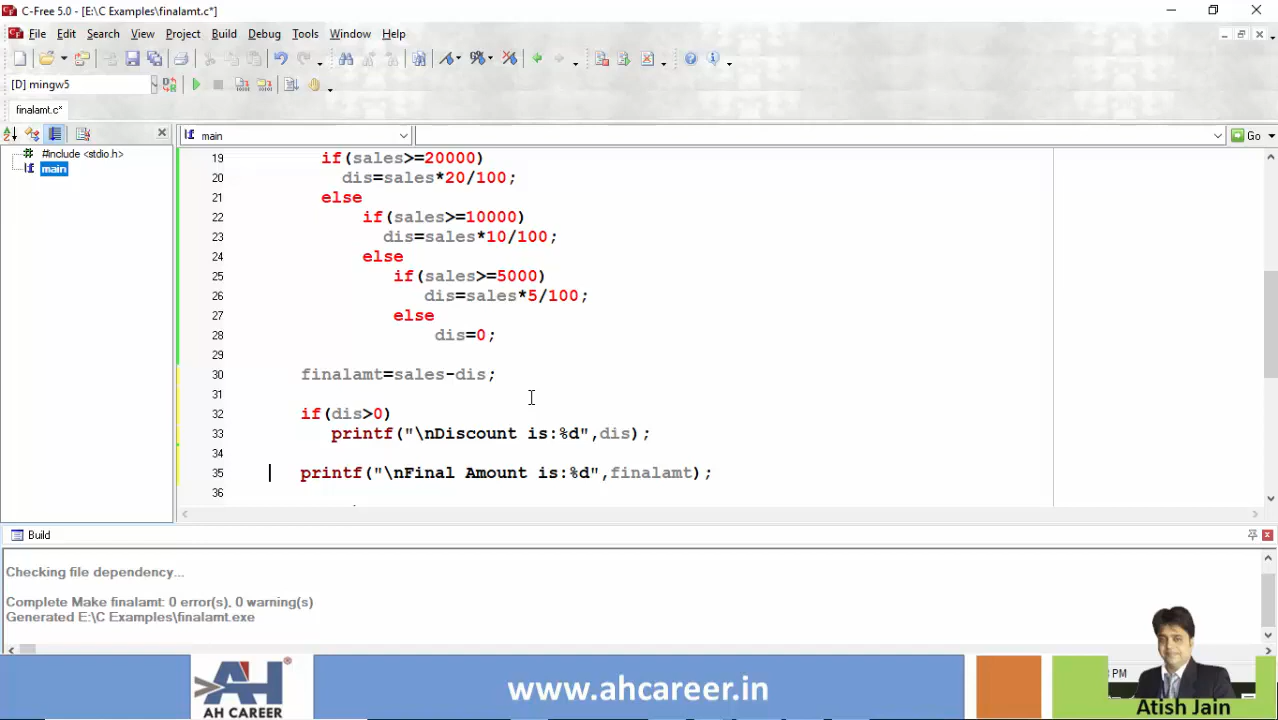 C-Free 5.0 - [E:\C Examples\finalamt.c*]
File Edit Search View Project Build Debug Tools Window Help
[D] mingw5
finalamt.c*
main
Go
#include <stdio.h>
main
19 if(sales>=20000)
20 dis=sales*20/100;
21 else
22 if(sales>=10000)
23 dis=sales*10/100;
24 else
25 if(sales>=5000)
26 dis=sales*5/100;
27 else
28 dis=0;
29
30 finalamt=sales-dis;
31
32 if(dis>0)
33 printf("\nDiscount is:%d",dis);
34
35 printf("\nFinal Amount is:%d",finalamt);
36
Build
Checking file dependency...
Complete Make finalamt: 0 error(s), 0 warning(s)
Generated E:\C Examples\finalamt.exe
AH
AH CAREER
www.ahcareer.in
PM
Atish Jain